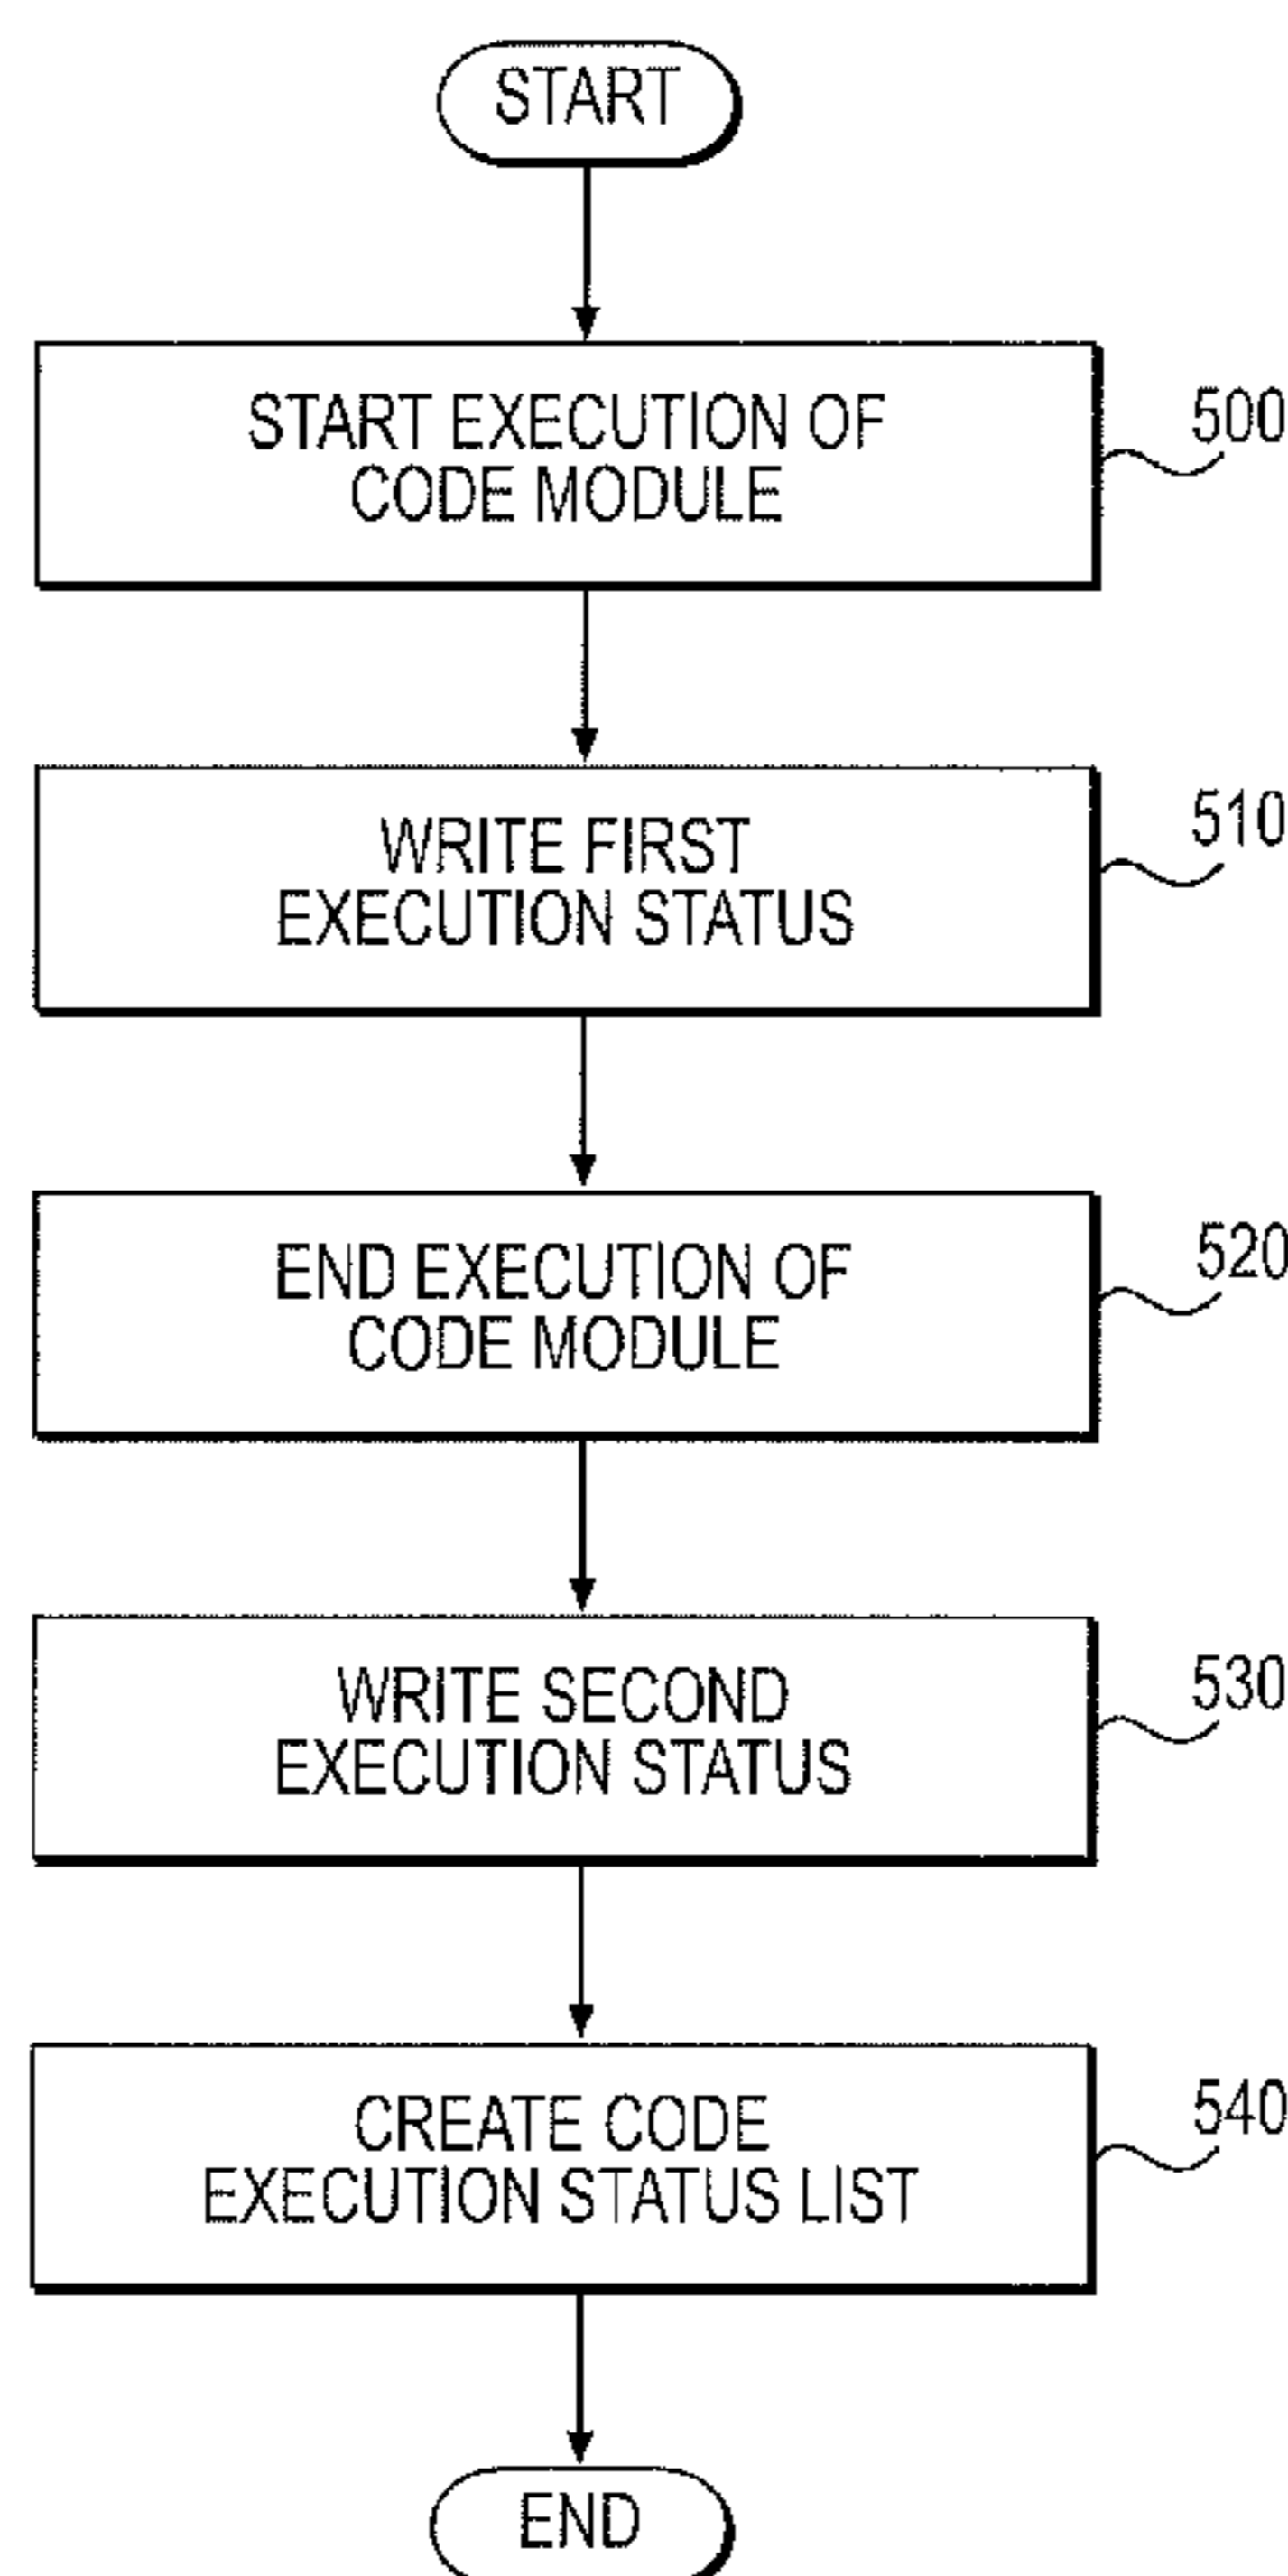 START
START EXECUTION OF
CODE MODULE
500
WRITE FIRST
EXECUTION STATUS
510
END EXECUTION OF
CODE MODULE
520
WRITE SECOND
EXECUTION STATUS
530
CREATE CODE
EXECUTION STATUS LIST
540
END